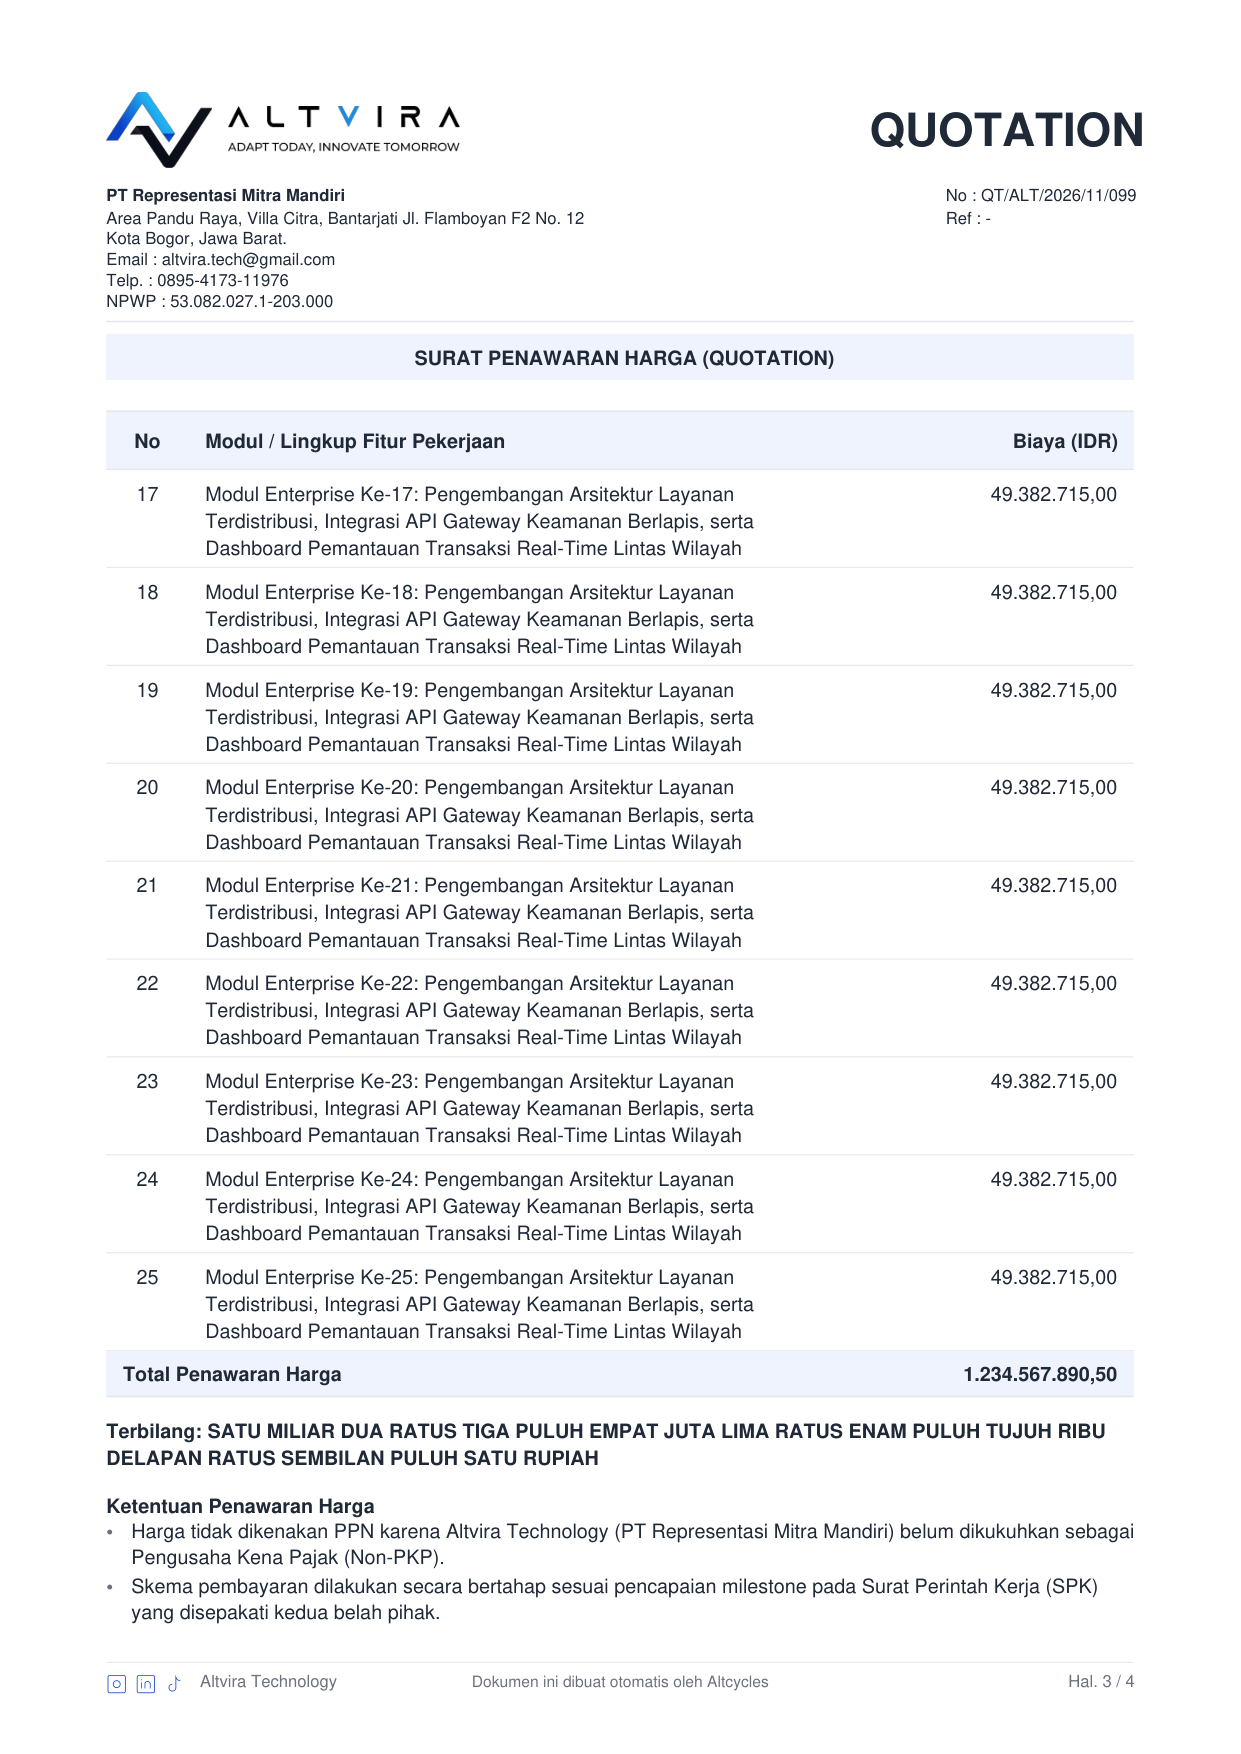 ALTVIRA
ADAPT TODAY, INNOVATE TOMORROW
QUOTATION
PT Representasi Mitra Mandiri
Area Pandu Raya, Villa Citra, Bantarjati Jl. Flamboyan F2 No. 12
Kota Bogor, Jawa Barat.
Email : altvira.tech@gmail.com
Telp. : 0895-4173-11976
NPWP : 53.082.027.1-203.000
No : QT/ALT/2026/11/099
Ref : -
SURAT PENAWARAN HARGA (QUOTATION)
No Modul / Lingkup Fitur Pekerjaan Biaya (IDR)
17 Modul Enterprise Ke-17: Pengembangan Arsitektur Layanan 49.382.715,00
Terdistribusi, Integrasi API Gateway Keamanan Berlapis, serta
Dashboard Pemantauan Transaksi Real-Time Lintas Wilayah
18 Modul Enterprise Ke-18: Pengembangan Arsitektur Layanan 49.382.715,00
Terdistribusi, Integrasi API Gateway Keamanan Berlapis, serta
Dashboard Pemantauan Transaksi Real-Time Lintas Wilayah
19 Modul Enterprise Ke-19: Pengembangan Arsitektur Layanan 49.382.715,00
Terdistribusi, Integrasi API Gateway Keamanan Berlapis, serta
Dashboard Pemantauan Transaksi Real-Time Lintas Wilayah
20 Modul Enterprise Ke-20: Pengembangan Arsitektur Layanan 49.382.715,00
Terdistribusi, Integrasi API Gateway Keamanan Berlapis, serta
Dashboard Pemantauan Transaksi Real-Time Lintas Wilayah
21 Modul Enterprise Ke-21: Pengembangan Arsitektur Layanan 49.382.715,00
Terdistribusi, Integrasi API Gateway Keamanan Berlapis, serta
Dashboard Pemantauan Transaksi Real-Time Lintas Wilayah
22 Modul Enterprise Ke-22: Pengembangan Arsitektur Layanan 49.382.715,00
Terdistribusi, Integrasi API Gateway Keamanan Berlapis, serta
Dashboard Pemantauan Transaksi Real-Time Lintas Wilayah
23 Modul Enterprise Ke-23: Pengembangan Arsitektur Layanan 49.382.715,00
Terdistribusi, Integrasi API Gateway Keamanan Berlapis, serta
Dashboard Pemantauan Transaksi Real-Time Lintas Wilayah
24 Modul Enterprise Ke-24: Pengembangan Arsitektur Layanan 49.382.715,00
Terdistribusi, Integrasi API Gateway Keamanan Berlapis, serta
Dashboard Pemantauan Transaksi Real-Time Lintas Wilayah
25 Modul Enterprise Ke-25: Pengembangan Arsitektur Layanan 49.382.715,00
Terdistribusi, Integrasi API Gateway Keamanan Berlapis, serta
Dashboard Pemantauan Transaksi Real-Time Lintas Wilayah
Total Penawaran Harga 1.234.567.890,50
Terbilang: SATU MILIAR DUA RATUS TIGA PULUH EMPAT JUTA LIMA RATUS ENAM PULUH TUJUH RIBU
DELAPAN RATUS SEMBILAN PULUH SATU RUPIAH
Ketentuan Penawaran Harga
• Harga tidak dikenakan PPN karena Altvira Technology (PT Representasi Mitra Mandiri) belum dikukuhkan sebagai
Pengusaha Kena Pajak (Non-PKP).
• Skema pembayaran dilakukan secara bertahap sesuai pencapaian milestone pada Surat Perintah Kerja (SPK)
yang disepakati kedua belah pihak.
Altvira Technology Dokumen ini dibuat otomatis oleh Altcycles Hal. 3 / 4